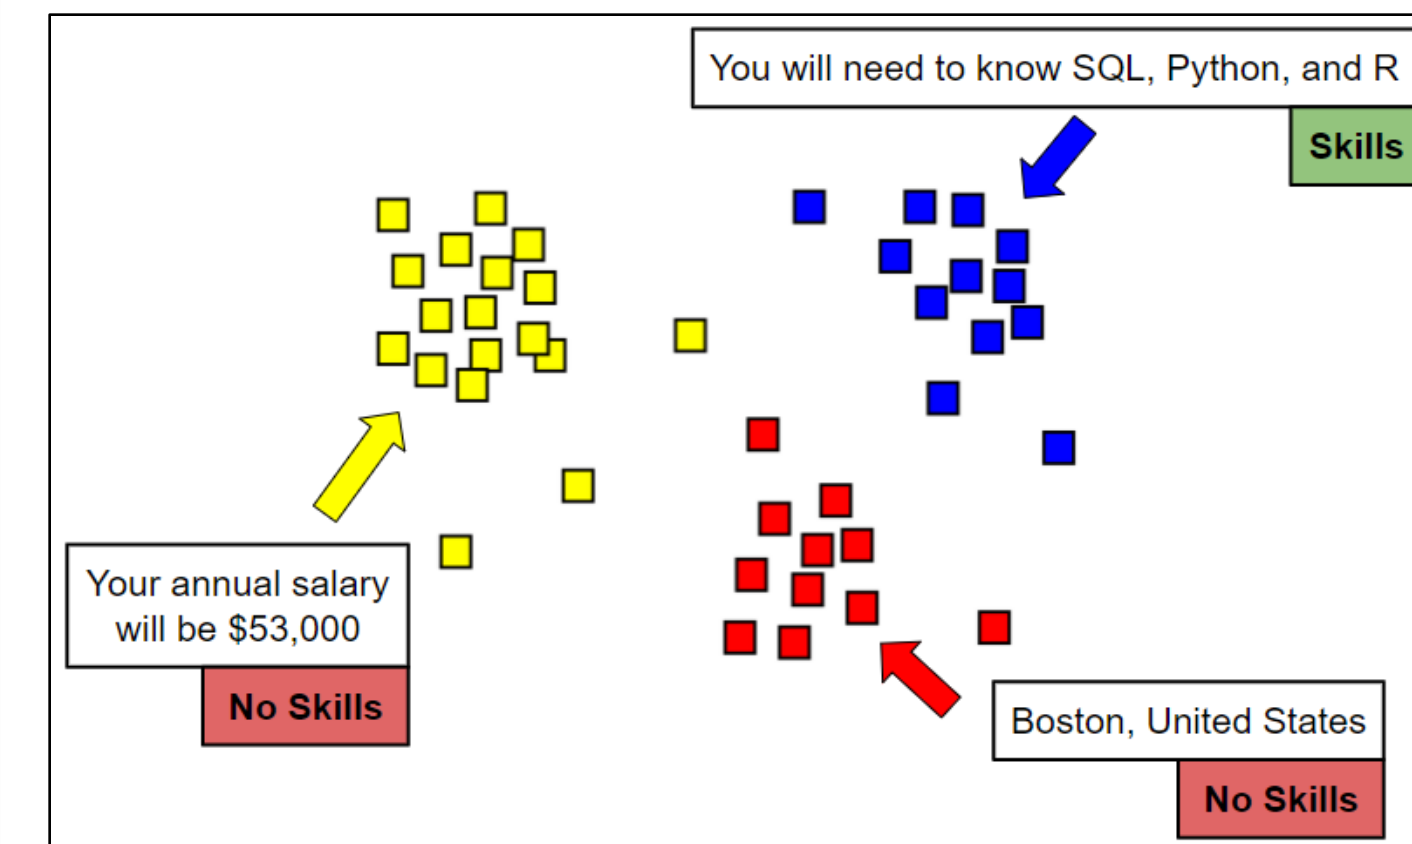 You will need to know SQL, Python, and R
Skills
Your annual salary
will be $53,000
No Skills
Boston, United States
No Skills